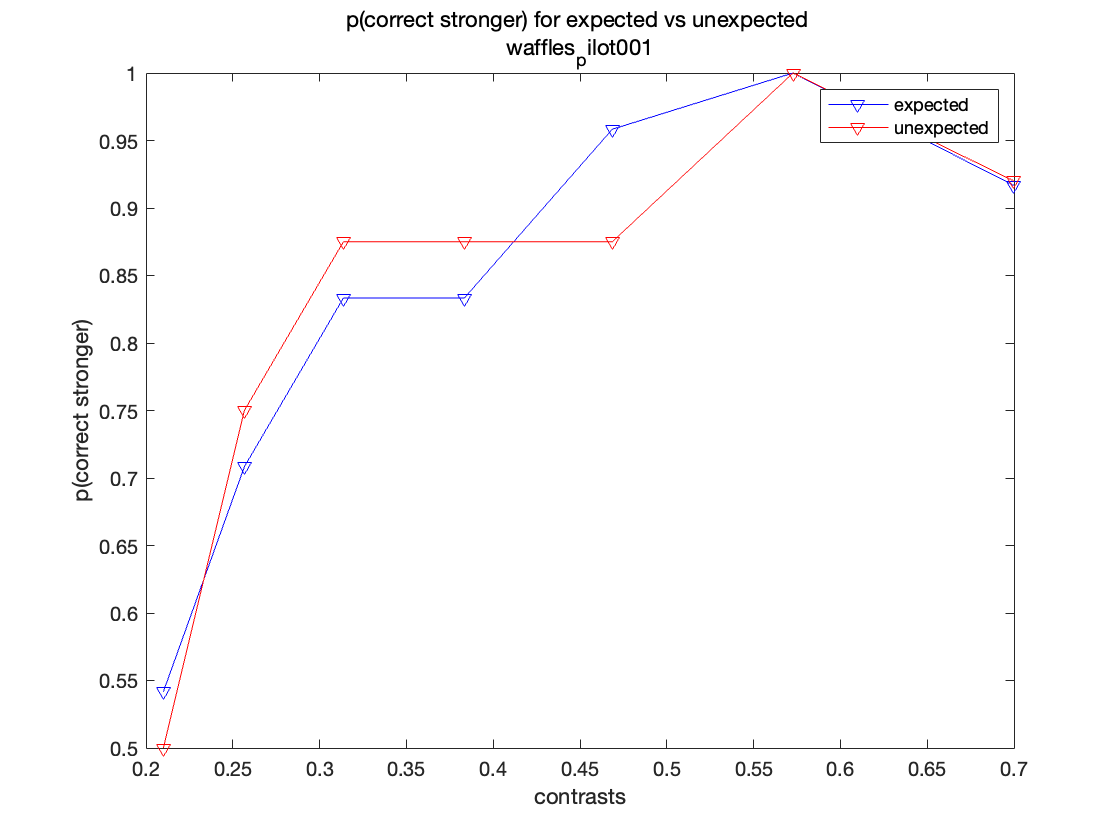 p(correct stronger) for expected vs unexpected
waffles_pilot001
1
0.95
0.9
0.85
0.8
0.75
0.7
0.65
0.6
0.55
0.5
p(correct stronger)
expected
unexpected
0.2 0.25 0.3 0.35 0.4 0.45 0.5 0.55 0.6 0.65 0.7
contrasts